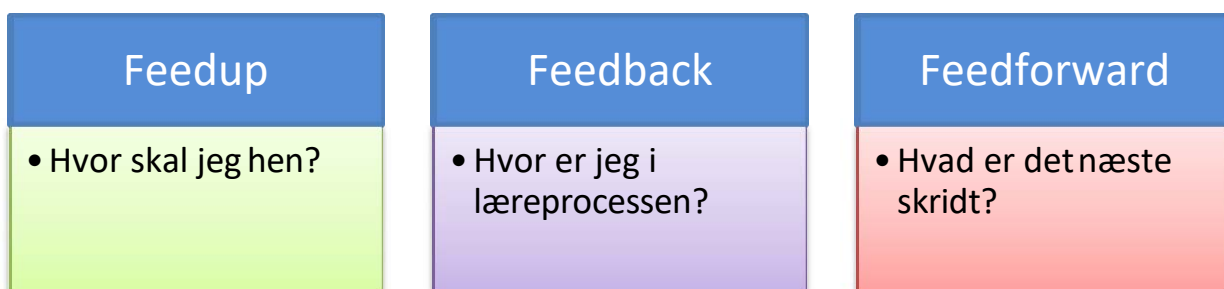 Feedup
• Hvor skal jeg hen?
Feedback
• Hvor er jeg i
læreprocessen?
Feedforward
• Hvad er det næste
skridt?